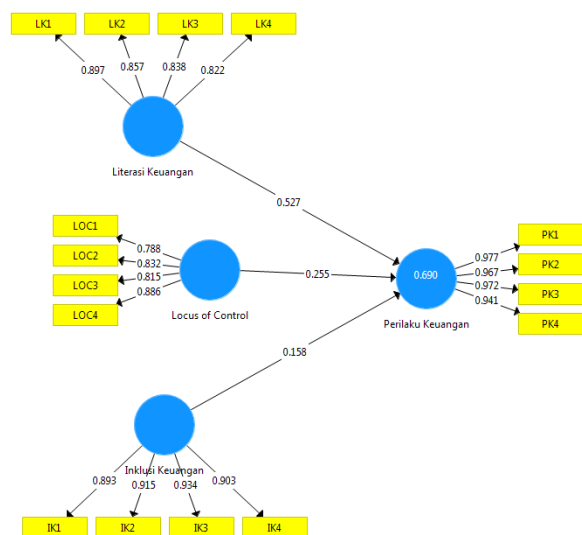 LK1 LK2 LK3 LK4
0.897 0.857 0.838 0.822
Literasi Keuangan
0.527
LOC1
LOC2
LOC3
LOC4
0.788
0.832
0.815
0.886
Locus of Control
0.255
0.690
Perilaku Keuangan
0.977
0.967
0.972
0.941
PK1
PK2
PK3
PK4
0.158
Inklusi Keuangan
0.893 0.915 0.934 0.903
IK1 IK2 IK3 IK4